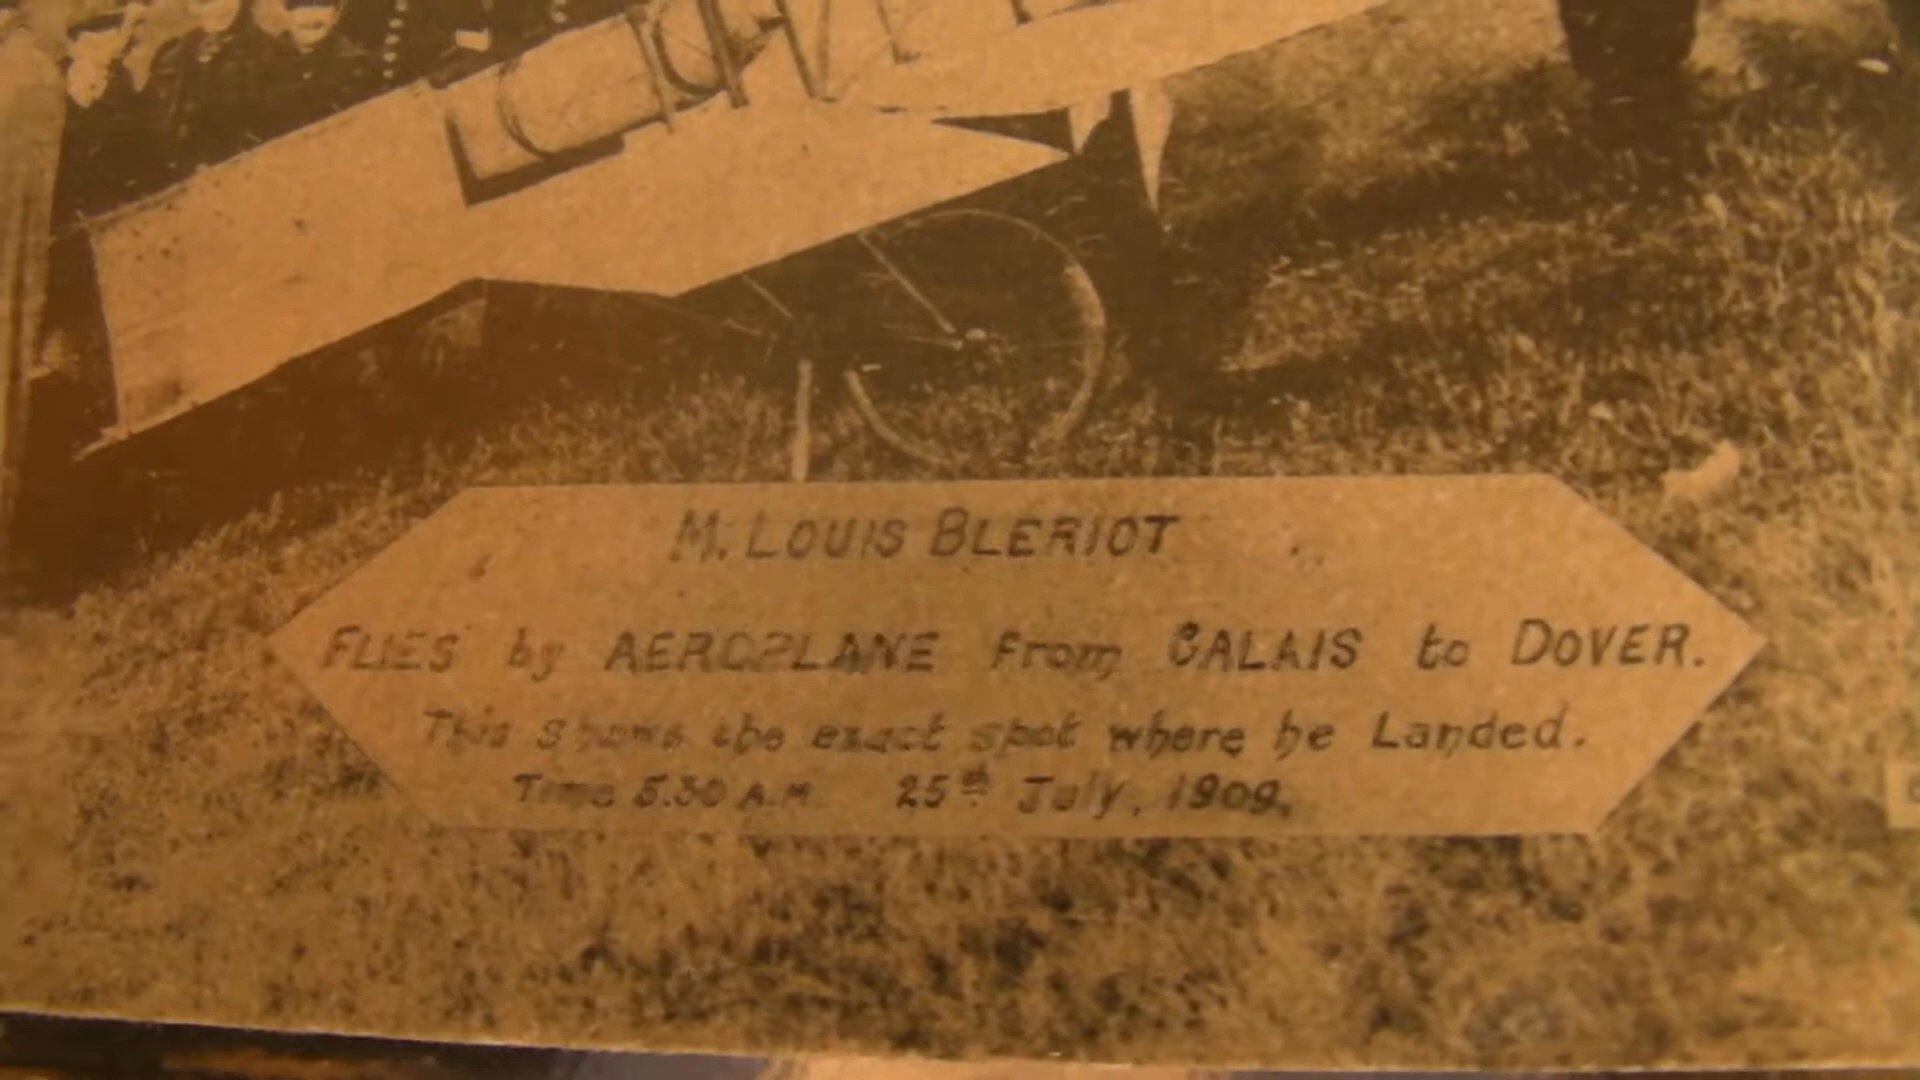 M. LOUIS BLERIOT
FLIES by AEROPLANE from CALAIS to DOVER.
This shows the exact spot where he Landed.
Time 5.30 A.M. 25th July, 1909.